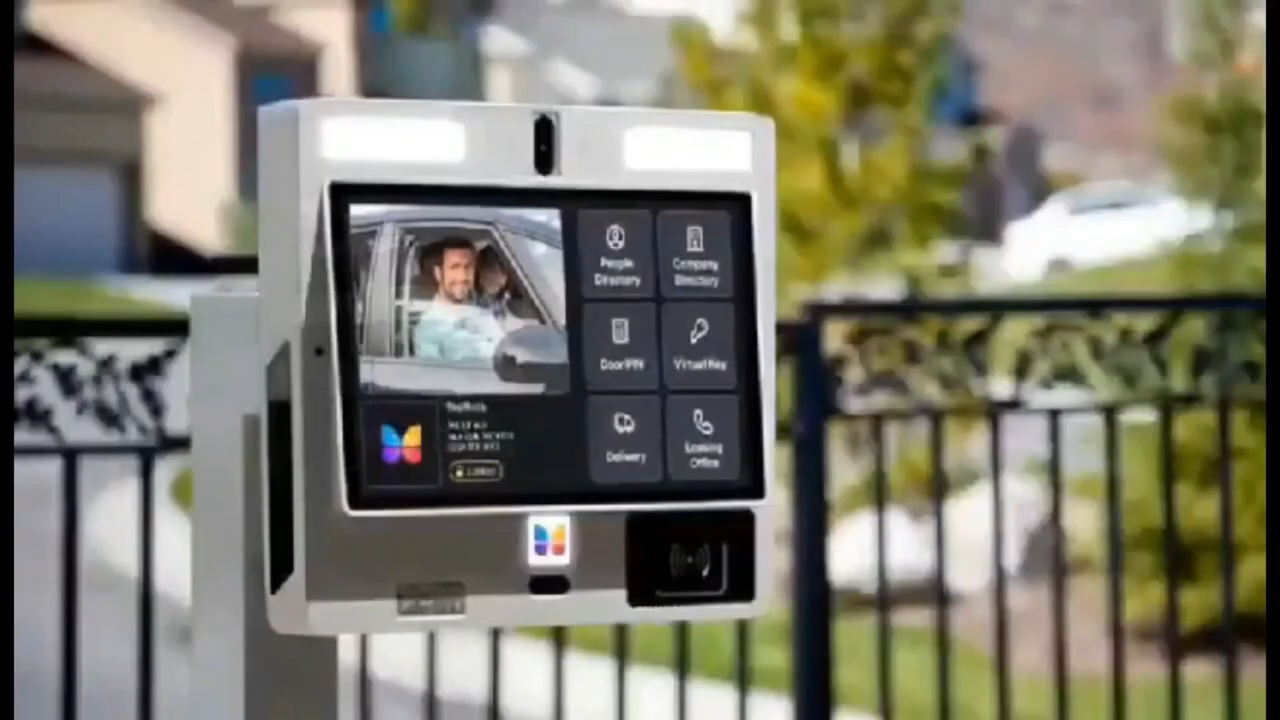 People
Directory
Company
Directory
Door PIN
Virtual Key
Delivery
Leasing
Office